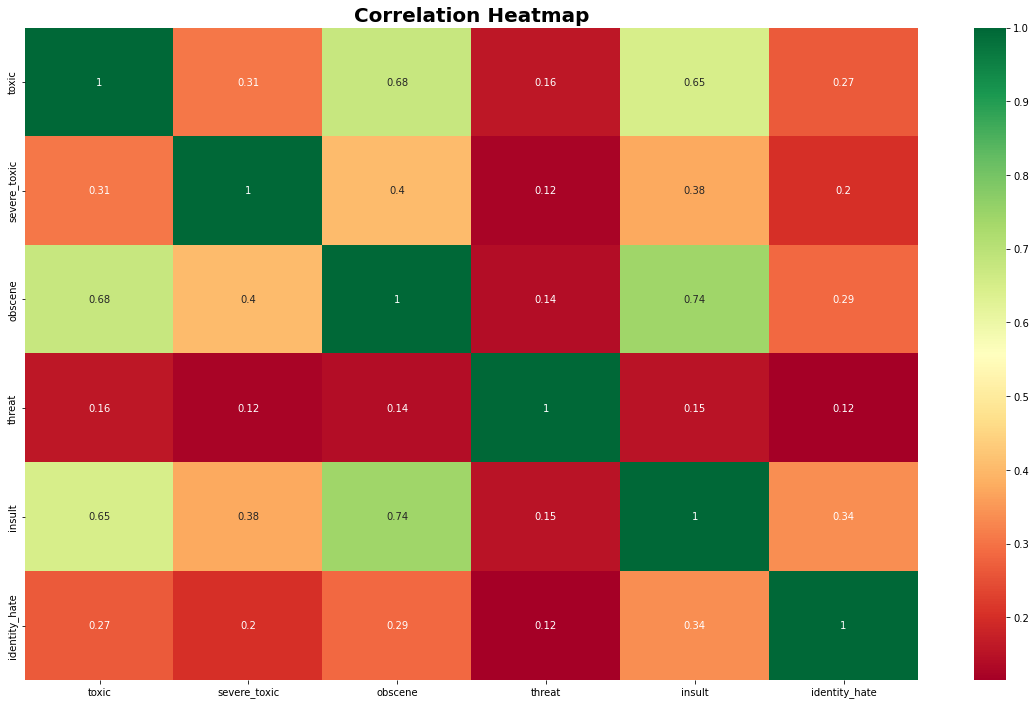 Correlation Heatmap
toxic 1 0.31 0.68 0.16 0.65 0.27
severe_toxic 0.31 1 0.4 0.12 0.38 0.2
obscene 0.68 0.4 1 0.14 0.74 0.29
threat 0.16 0.12 0.14 1 0.15 0.12
insult 0.65 0.38 0.74 0.15 1 0.34
identity_hate 0.27 0.2 0.29 0.12 0.34 1
toxic severe_toxic obscene threat insult identity_hate
1.0
0.9
0.8
0.7
0.6
0.5
0.4
0.3
0.2